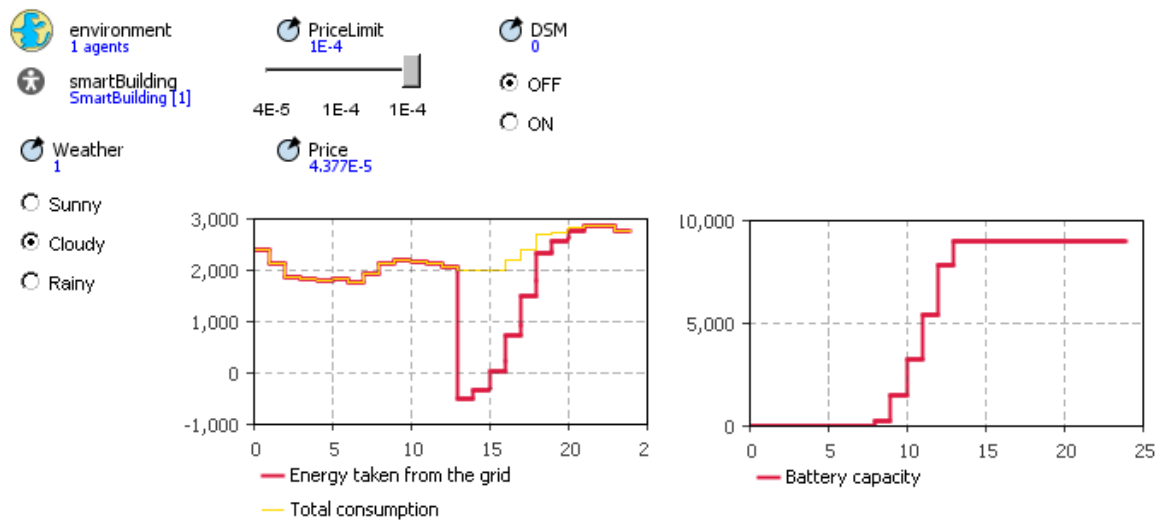 environment
1 agents
PriceLimit
1E-4
DSM
0
smartBuilding
SmartBuilding [1]
OFF
4E-5 1E-4 1E-4
ON
Weather
1
Price
4.377E-5
Sunny
Cloudy
Rainy
3,000
2,000
1,000
0
-1,000
0 5 10 15 20 2
Energy taken from the grid
Total consumption
10,000
5,000
0
0 5 10 15 20 25
Battery capacity